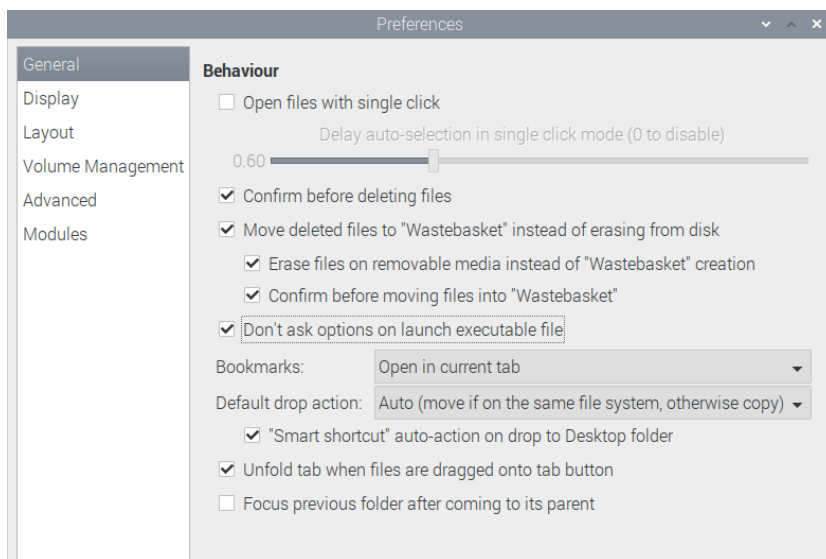 Preferences
General
Display
Layout
Volume Management
Advanced
Modules
Behaviour
Open files with single click
Delay auto-selection in single click mode (0 to disable)
0.60
Confirm before deleting files
Move deleted files to "Wastebasket" instead of erasing from disk
Erase files on removable media instead of "Wastebasket" creation
Confirm before moving files into "Wastebasket"
Don't ask options on launch executable file
Bookmarks: Open in current tab
Default drop action: Auto (move if on the same file system, otherwise copy)
"Smart shortcut" auto-action on drop to Desktop folder
Unfold tab when files are dragged onto tab button
Focus previous folder after coming to its parent